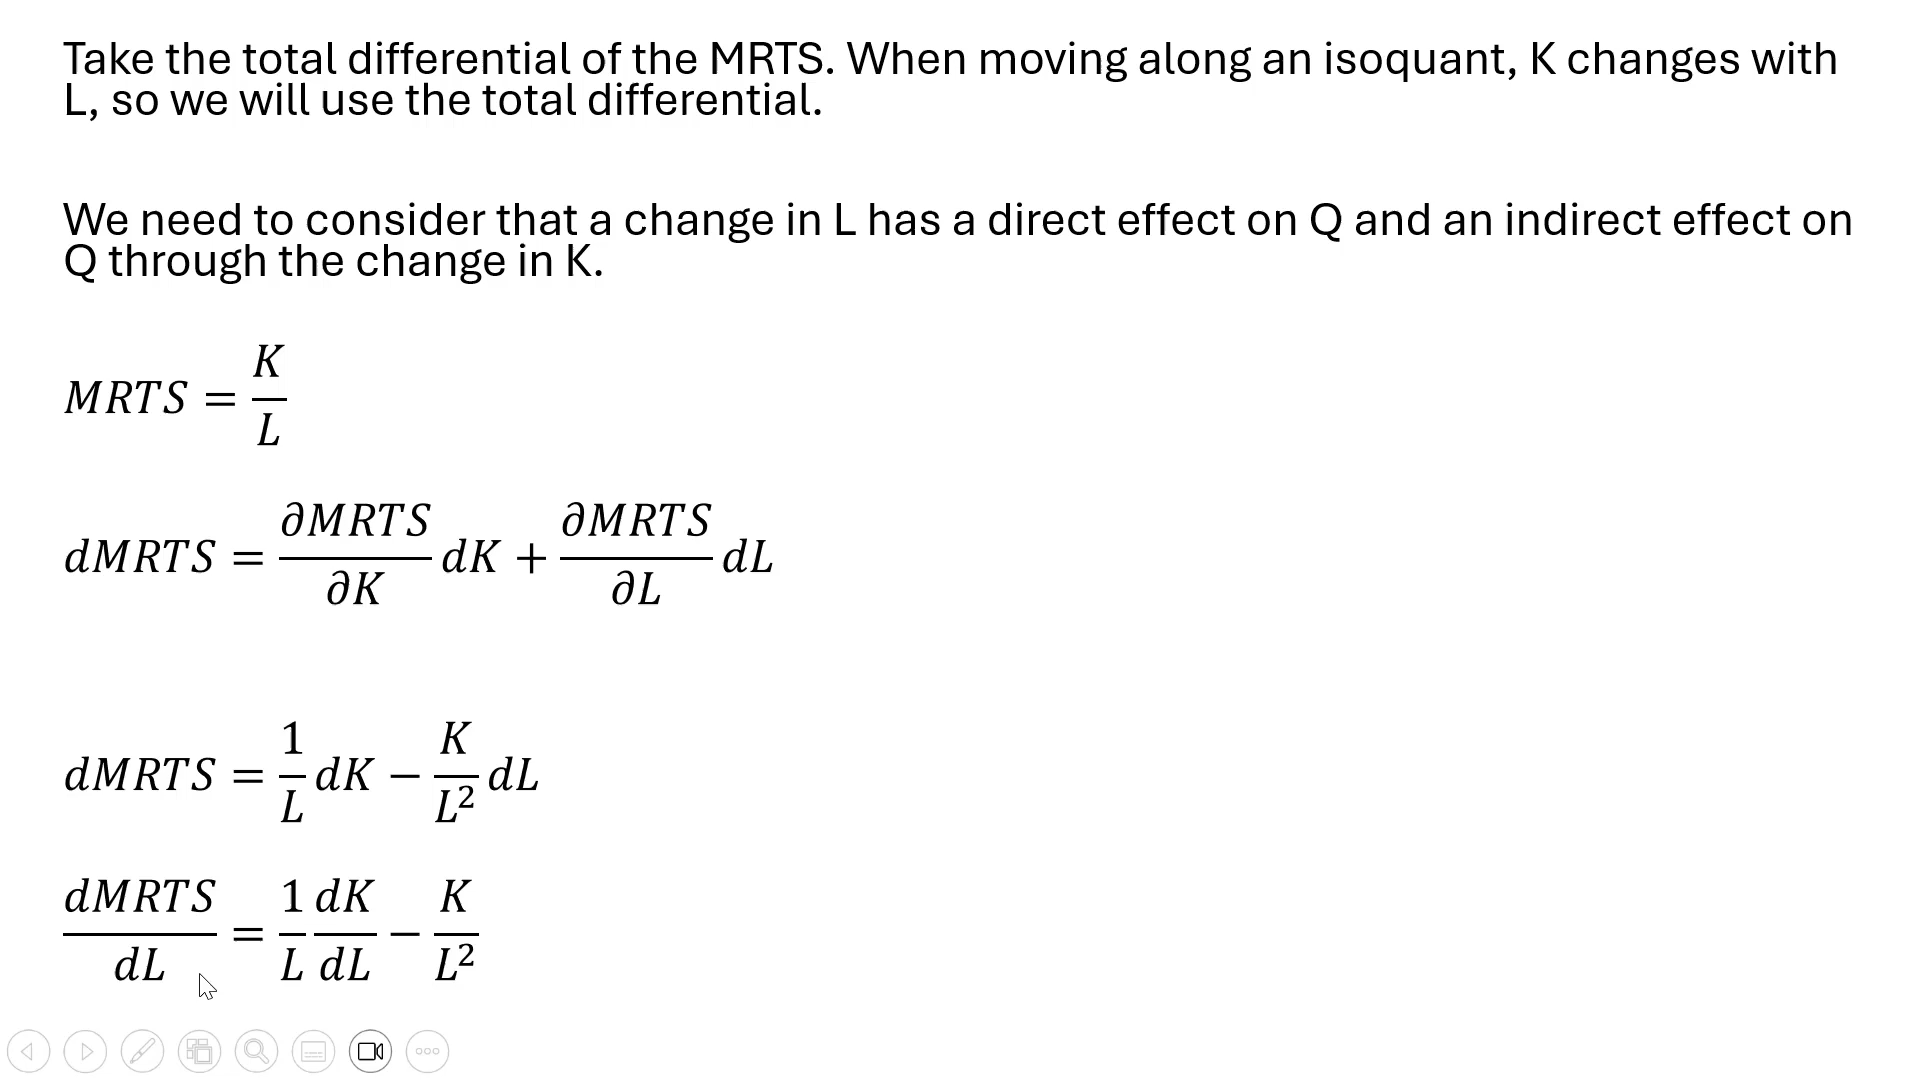 Take the total differential of the MRTS. When moving along an isoquant, K changes with
L, so we will use the total differential.
We need to consider that a change in L has a direct effect on Q and an indirect effect on
Q through the change in K.
MRTS = K/L
dMRTS = ∂MRTS/∂K dK + ∂MRTS/∂L dL
dMRTS = 1/L dK − K/L² dL
dMRTS/dL = 1/L dK/dL − K/L²